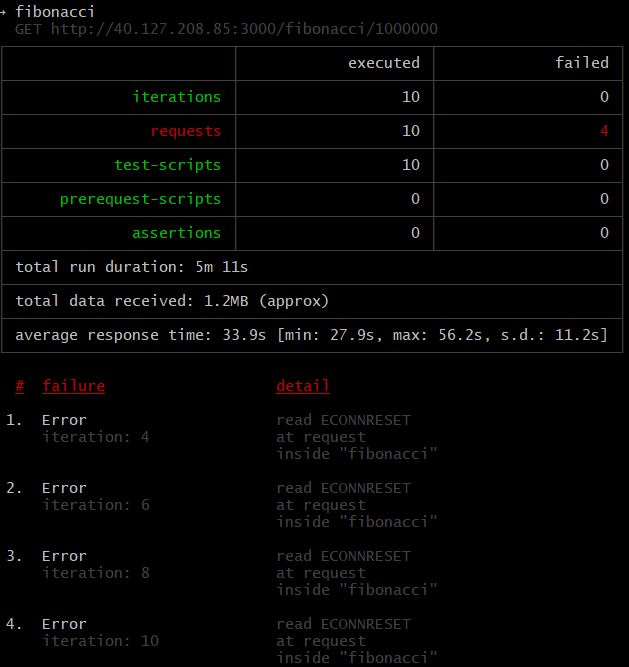 → fibonacci
GET http://40.127.208.85:3000/fibonacci/1000000
executed failed
iterations 10 0
requests 10 4
test-scripts 10 0
prerequest-scripts 0 0
assertions 0 0
total run duration: 5m 11s
total data received: 1.2MB (approx)
average response time: 33.9s [min: 27.9s, max: 56.2s, s.d.: 11.2s]
# failure detail
1. Error read ECONNRESET
iteration: 4 at request
inside "fibonacci"
2. Error read ECONNRESET
iteration: 6 at request
inside "fibonacci"
3. Error read ECONNRESET
iteration: 8 at request
inside "fibonacci"
4. Error read ECONNRESET
iteration: 10 at request
inside "fibonacci"